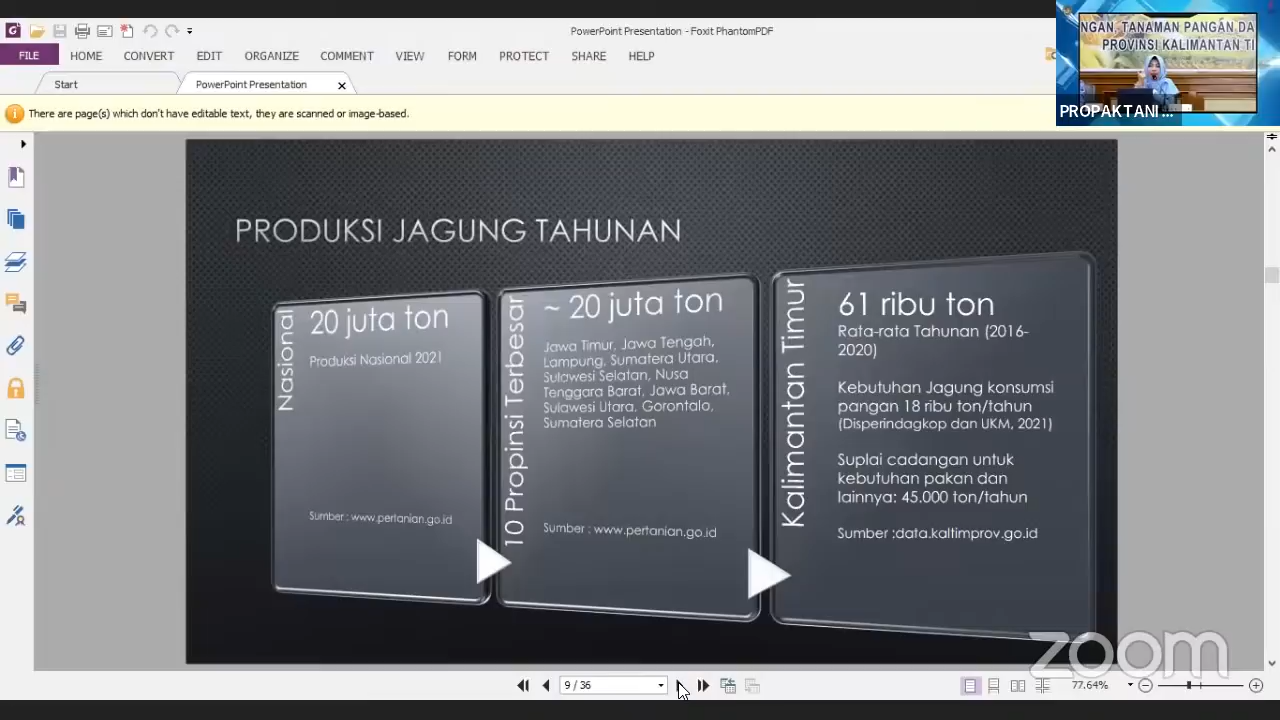 PowerPoint Presentation - Foxit PhantomPDF
FILE HOME CONVERT EDIT ORGANIZE COMMENT VIEW FORM PROTECT SHARE HELP
Start PowerPoint Presentation
There are page(s) which don't have editable text, they are scanned or image-based.
NGAN, TANAMAN PANGAN DA
PROVINSI KALIMANTAN TI
PROPAKTANI ...
PRODUKSI JAGUNG TAHUNAN
Nasional
20 juta ton
Produksi Nasional 2021
Sumber : www.pertanian.go.id
10 Propinsi Terbesar
~ 20 juta ton
Jawa Timur, Jawa Tengah,
Lampung, Sumatera Utara,
Sulawesi Selatan, Nusa
Tenggara Barat, Jawa Barat,
Sulawesi Utara. Gorontalo,
Sumatera Selatan
Sumber : www.pertanian.go.id
Kalimantan Timur
61 ribu ton
Rata-rata Tahunan (2016-
2020)
Kebutuhan Jagung konsumsi
pangan 18 ribu ton/tahun
(Disperindagkop dan UKM, 2021)
Suplai cadangan untuk
kebutuhan pakan dan
lainnya: 45.000 ton/tahun
Sumber :data.kaltimprov.go.id
zoom
9 / 36
77.64%